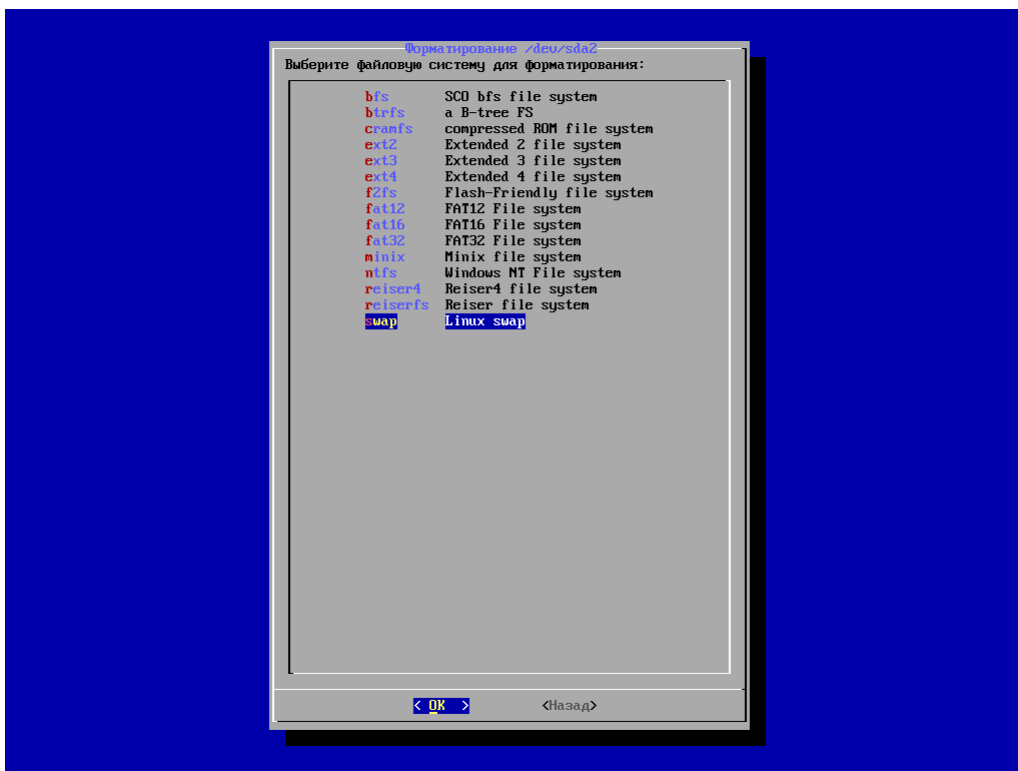 Форматирование /dev/sda2
Выберите файловую систему для форматирования:
bfs SCO bfs file system
btrfs a B-tree FS
cramfs compressed ROM file system
ext2 Extended 2 file system
ext3 Extended 3 file system
ext4 Extended 4 file system
f2fs Flash-Friendly file system
fat12 FAT12 File system
fat16 FAT16 File system
fat32 FAT32 File system
minix Minix file system
ntfs Windows NT File system
reiser4 Reiser4 file system
reiserfs Reiser file system
swap Linux swap
< OK > <Назад>